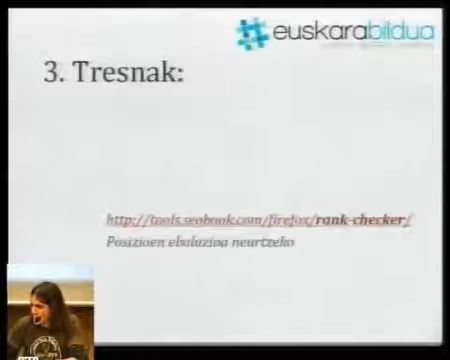 euskarabildua
3. Tresnak:
http://tools.seobook.com/firefox/rank-checker/
Posizioen ebaluzioa neurtzeko